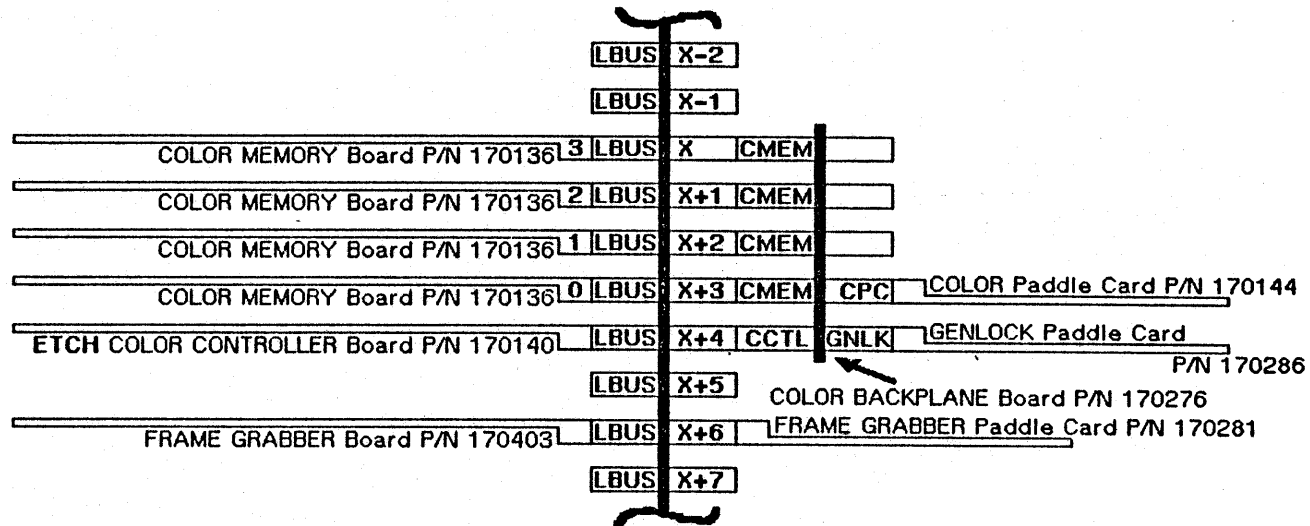 LBUS X-2
LBUS X-1
COLOR MEMORY Board P/N 170136 3 LBUS X CMEM
COLOR MEMORY Board P/N 170136 2 LBUS X+1 CMEM
COLOR MEMORY Board P/N 170136 1 LBUS X+2 CMEM
COLOR MEMORY Board P/N 170136 0 LBUS X+3 CMEM CPC COLOR Paddle Card P/N 170144
ETCH COLOR CONTROLLER Board P/N 170140 LBUS X+4 CCTL GNLK GENLOCK Paddle Card
P/N 170286
LBUS X+5
COLOR BACKPLANE Board P/N 170276
FRAME GRABBER Board P/N 170403 LBUS X+6 FRAME GRABBER Paddle Card P/N 170281
LBUS X+7